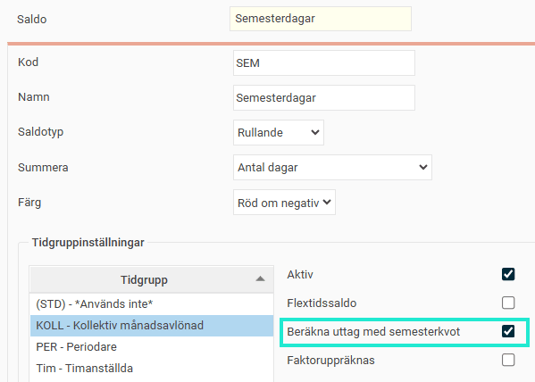 Saldo Semesterdagar
Kod SEM
Namn Semesterdagar
Saldotyp Rullande
Summera Antal dagar
Färg Röd om negativ
Tidgruppinställningar
Tidgrupp
(STD) - *Används inte*
KOLL - Kollektiv månadsavlönad
PER - Periodare
Tim - Timanställda
Aktiv
Flextidssaldo
Beräkna uttag med semesterkvot
Faktoruppräknas